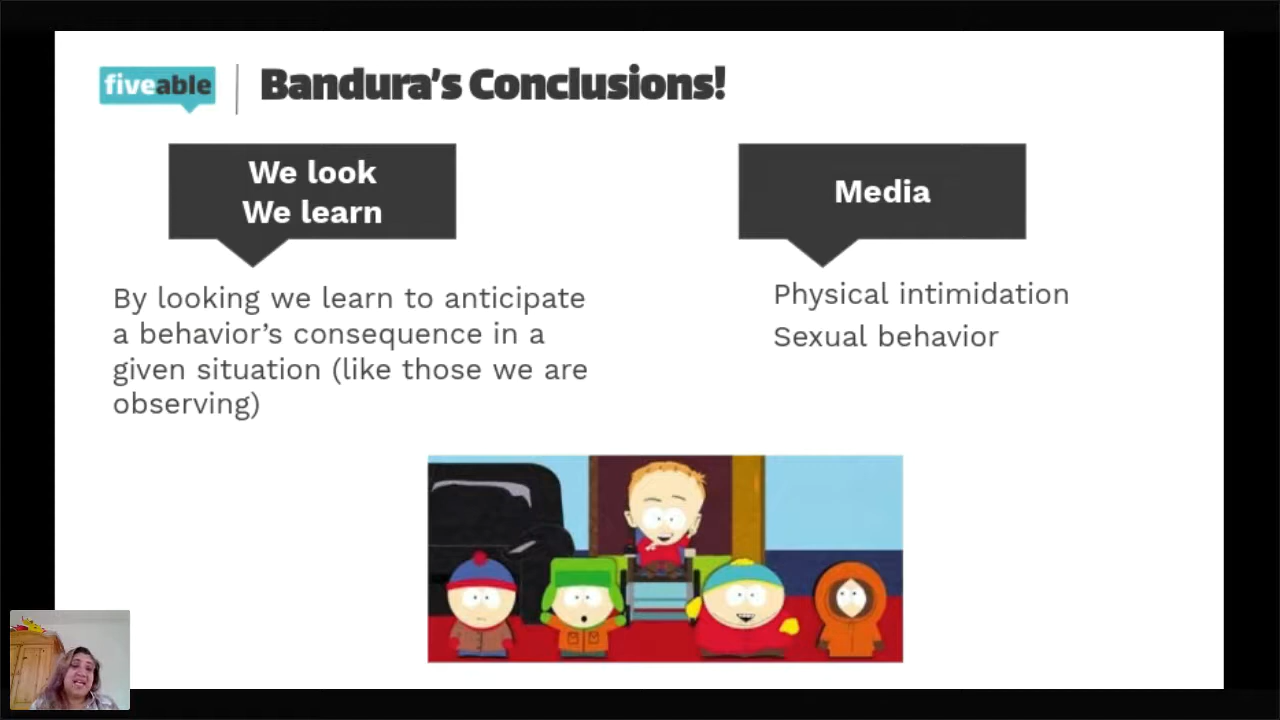 fiveable
Bandura's Conclusions!
We look
We learn
By looking we learn to anticipate
a behavior's consequence in a
given situation (like those we are
observing)
Media
Physical intimidation
Sexual behavior